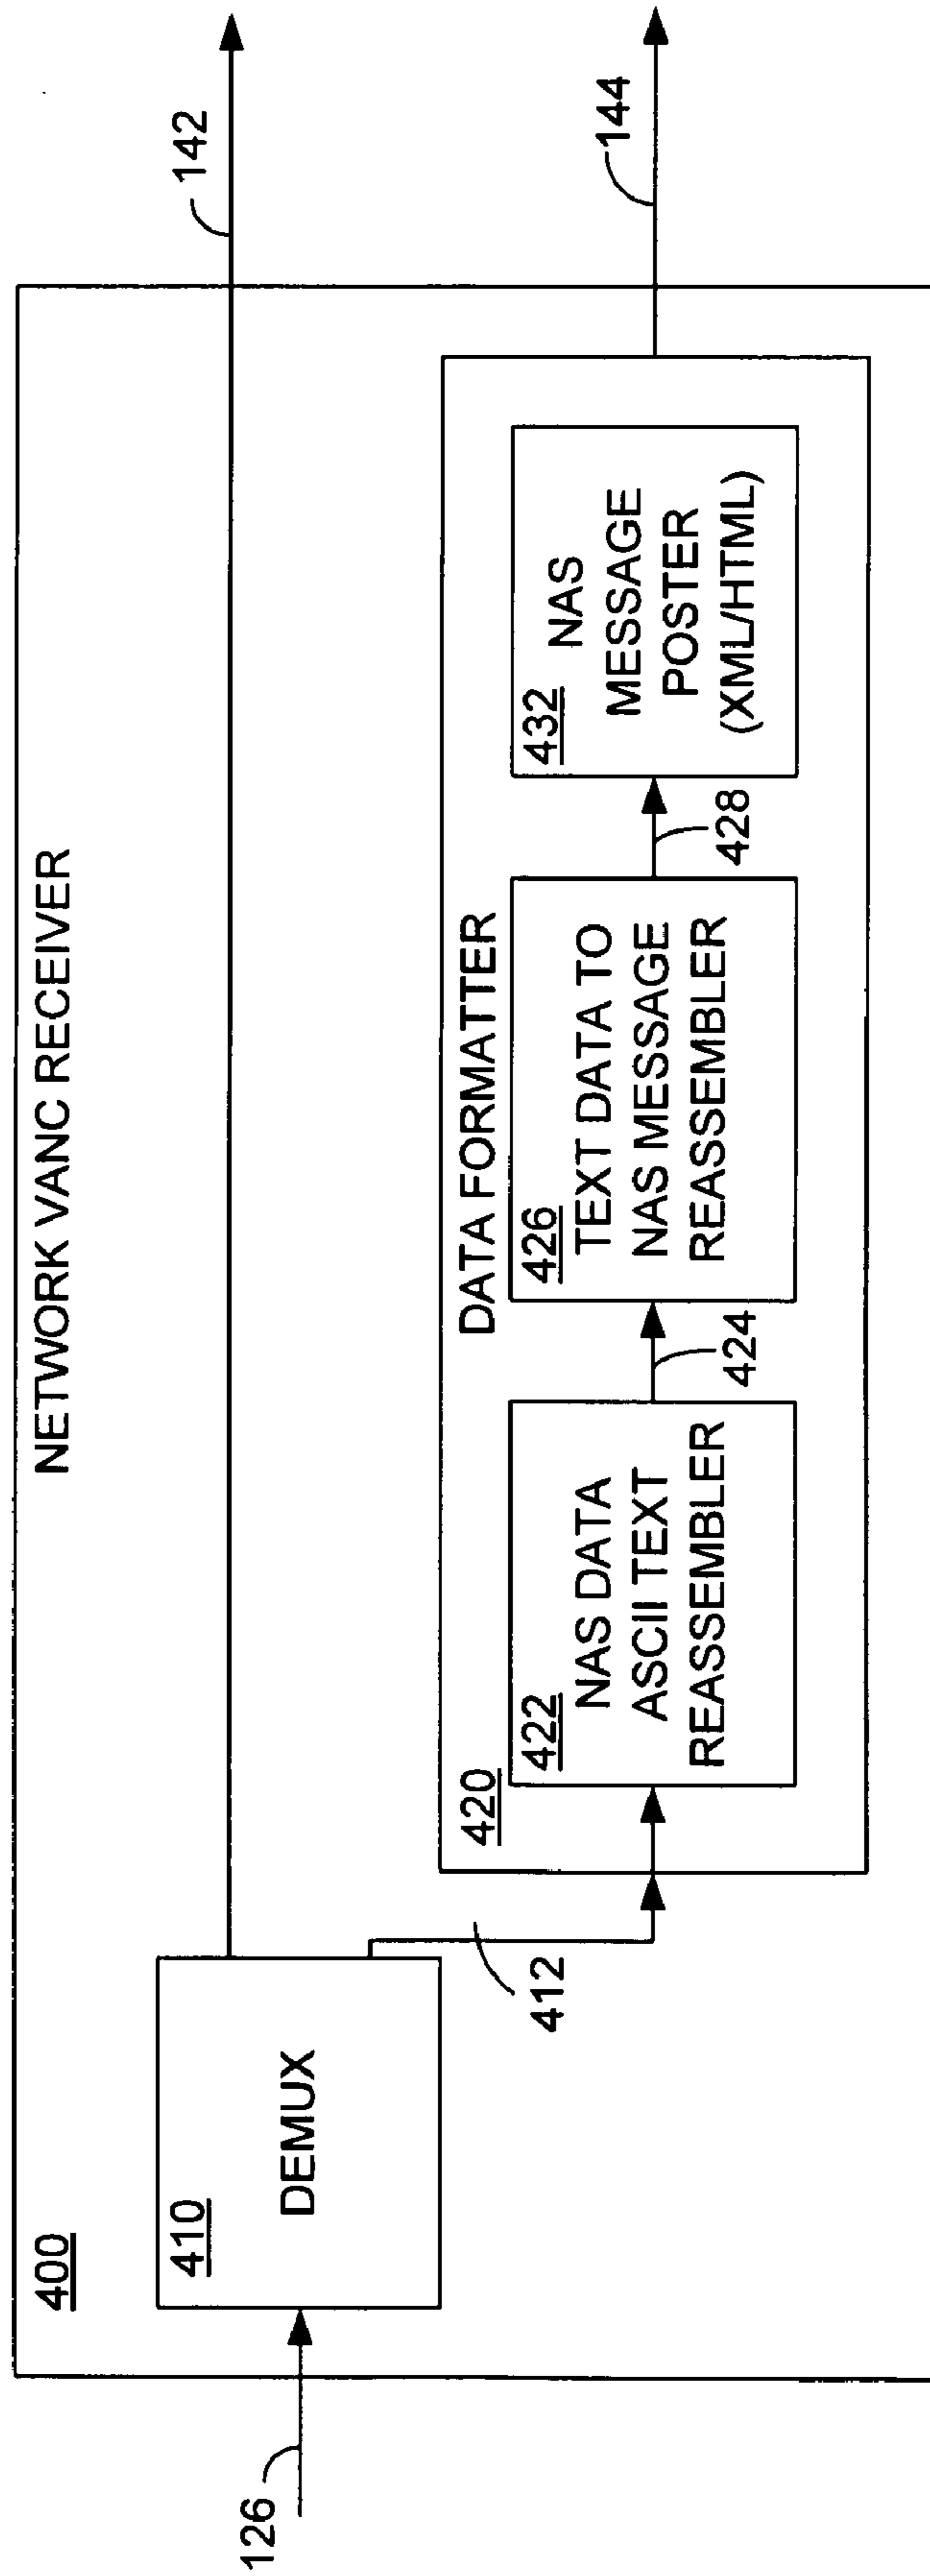 NETWORK VANC RECEIVER
400
126
410
DEMUX
142
412
420
DATA FORMATTER
422
NAS DATA
ASCII TEXT
REASSEMBLER
424
426
TEXT DATA TO
NAS MESSAGE
REASSEMBLER
428
432
NAS
MESSAGE
POSTER
(XML/HTML)
144